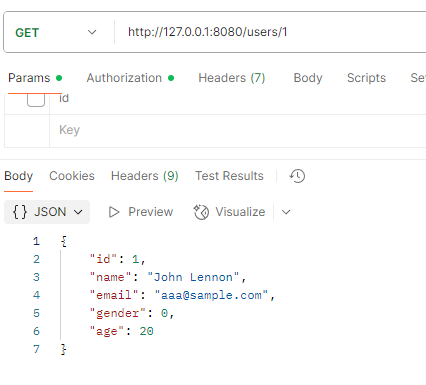 GET http://127.0.0.1:8080/users/1
Params Authorization Headers (7) Body Scripts
id
Key
Body Cookies Headers (9) Test Results
{} JSON Preview Visualize
1 {
2 "id": 1,
3 "name": "John Lennon",
4 "email": "aaa@sample.com",
5 "gender": 0,
6 "age": 20
7 }